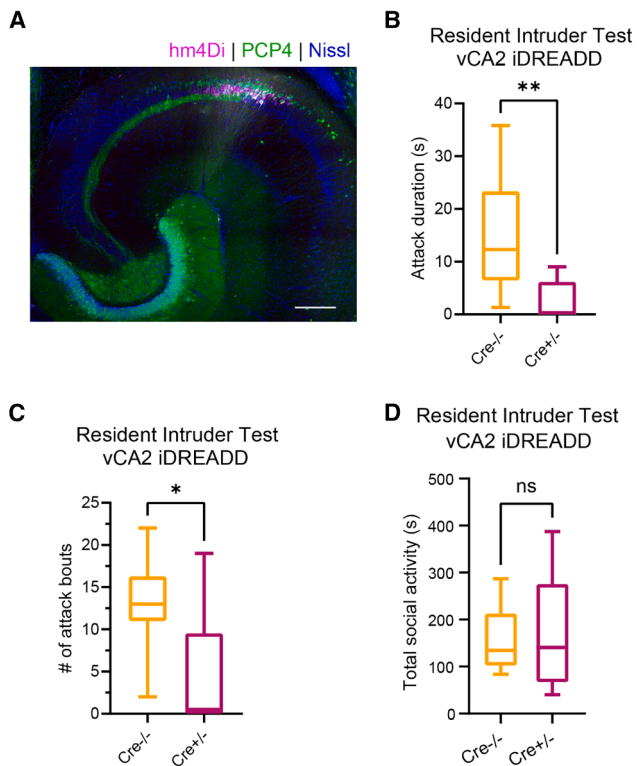 A
hm4Di | PCP4 | Nissl
B
Resident Intruder Test
vCA2 iDREADD
**
Attack duration (s)
40
30
20
10
0
Cre-/-
Cre+/-
C
Resident Intruder Test
vCA2 iDREADD
*
# of attack bouts
25
20
15
10
5
0
Cre-/-
Cre+/-
D
Resident Intruder Test
vCA2 iDREADD
ns
Total social activity (s)
500
400
300
200
100
0
Cre-/-
Cre+/-